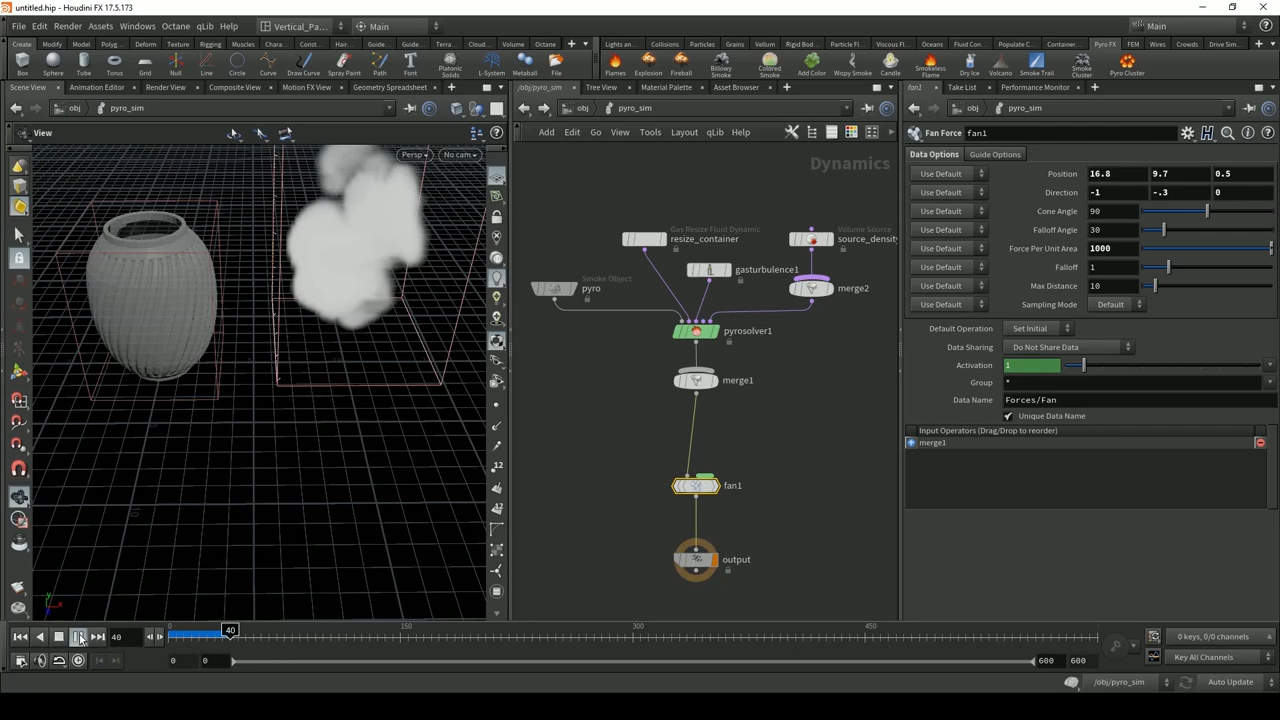 untitled.hip - Houdini FX 17.5.173
File Edit Render Assets Windows Octane qLib Help
Vertical_Pa...
Main
Main
Create Modify Model Polyg... Deform Texture Rigging Muscles Chara... Const... Hair... Guide... Guide... Terra... Cloud... Volume Octane
Lights an... Collisions Particles Grains Vellum Rigid Bod... Particle Fl... Viscous Fl... Oceans Fluid Con... Populate C... Container... Pyro FX FEM Wires Crowds Drive Sim...
Box Sphere Tube Torus Grid Null Line Circle Curve Draw Curve Spray Paint Path Font Platonic Solids L-System Metaball File
Flames Explosion Fireball Billowy Smoke Colored Smoke Add Color Wispy Smoke Candle Smokeless Flame Dry Ice Volcano Smoke Trail Smoke Cluster Pyro Cluster
Scene View Animation Editor Render View Composite View Motion FX View Geometry Spreadsheet
/obj/pyro_sim Tree View Material Palette Asset Browser
fan1 Take List Performance Monitor
obj pyro_sim
obj pyro_sim
obj pyro_sim
View
Persp
No cam
Add Edit Go View Tools Layout qLib Help
Fan Force fan1
Dynamics
Data Options Guide Options
Use Default Position 16.8 9.7 0.5
Use Default Direction -1 -.3 0
Use Default Cone Angle 90
Use Default Falloff Angle 30
Use Default Force Per Unit Area 1000
Use Default Falloff 1
Use Default Max Distance 10
Use Default Sampling Mode Default
Default Operation Set Initial
Data Sharing Do Not Share Data
Activation 1
Group *
Data Name Forces/Fan
Unique Data Name
Input Operators (Drag/Drop to reorder)
merge1
Gas Resize Fluid Dynamic
resize_container
Volume Source
source_density
gasturbulence1
Smoke Object
pyro
merge2
pyrosolver1
merge1
fan1
output
40
40
150
300
450
0 0
600 600
0 keys, 0/0 channels
Key All Channels
/obj/pyro_sim
Auto Update